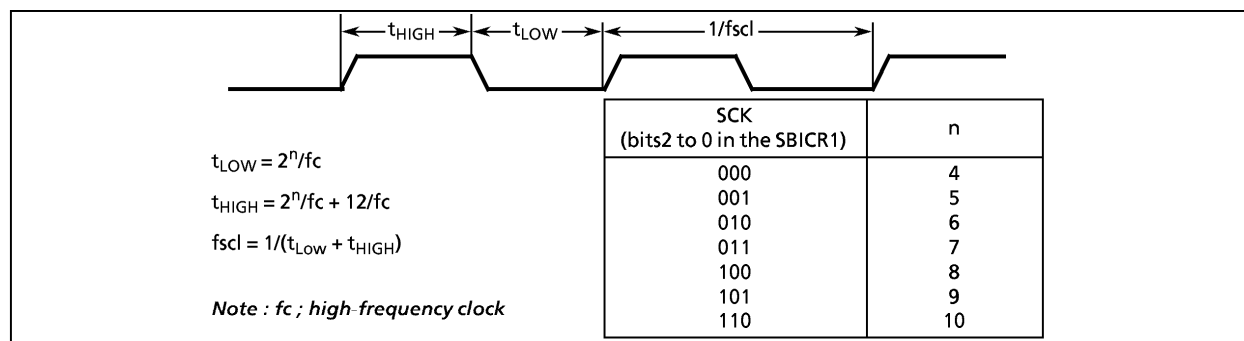 tHIGH tLOW 1/fscl
SCK
(bits2 to 0 in the SBICR1) n
tLOW = 2^n/fc
tHIGH = 2^n/fc + 12/fc
fscl = 1/(tLow + tHIGH)
Note : fc ; high-frequency clock
000 4
001 5
010 6
011 7
100 8
101 9
110 10